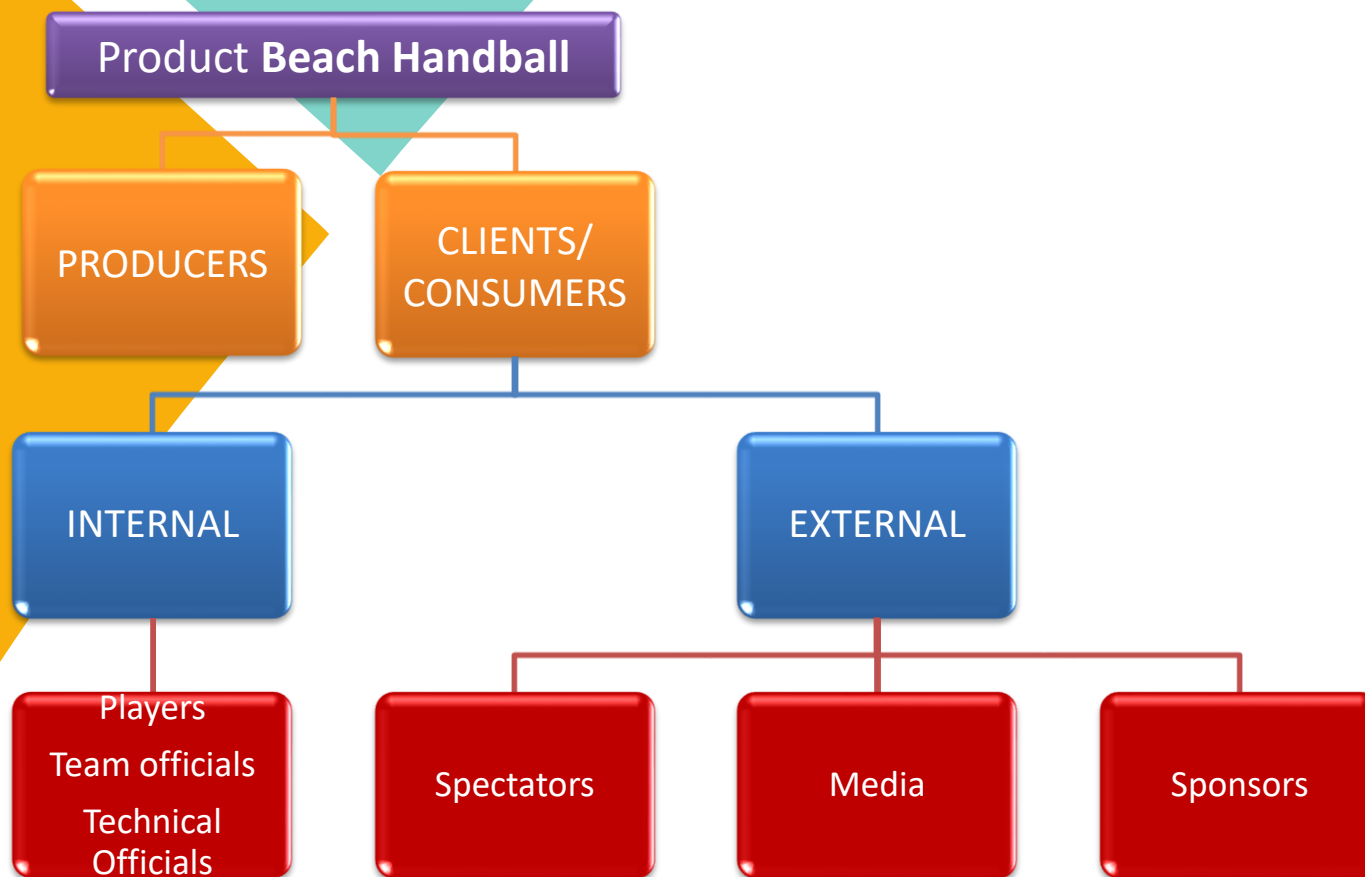 Product Beach Handball
PRODUCERS
CLIENTS/
CONSUMERS
INTERNAL
EXTERNAL
Players
Team officials
Technical
Officials
Spectators
Media
Sponsors